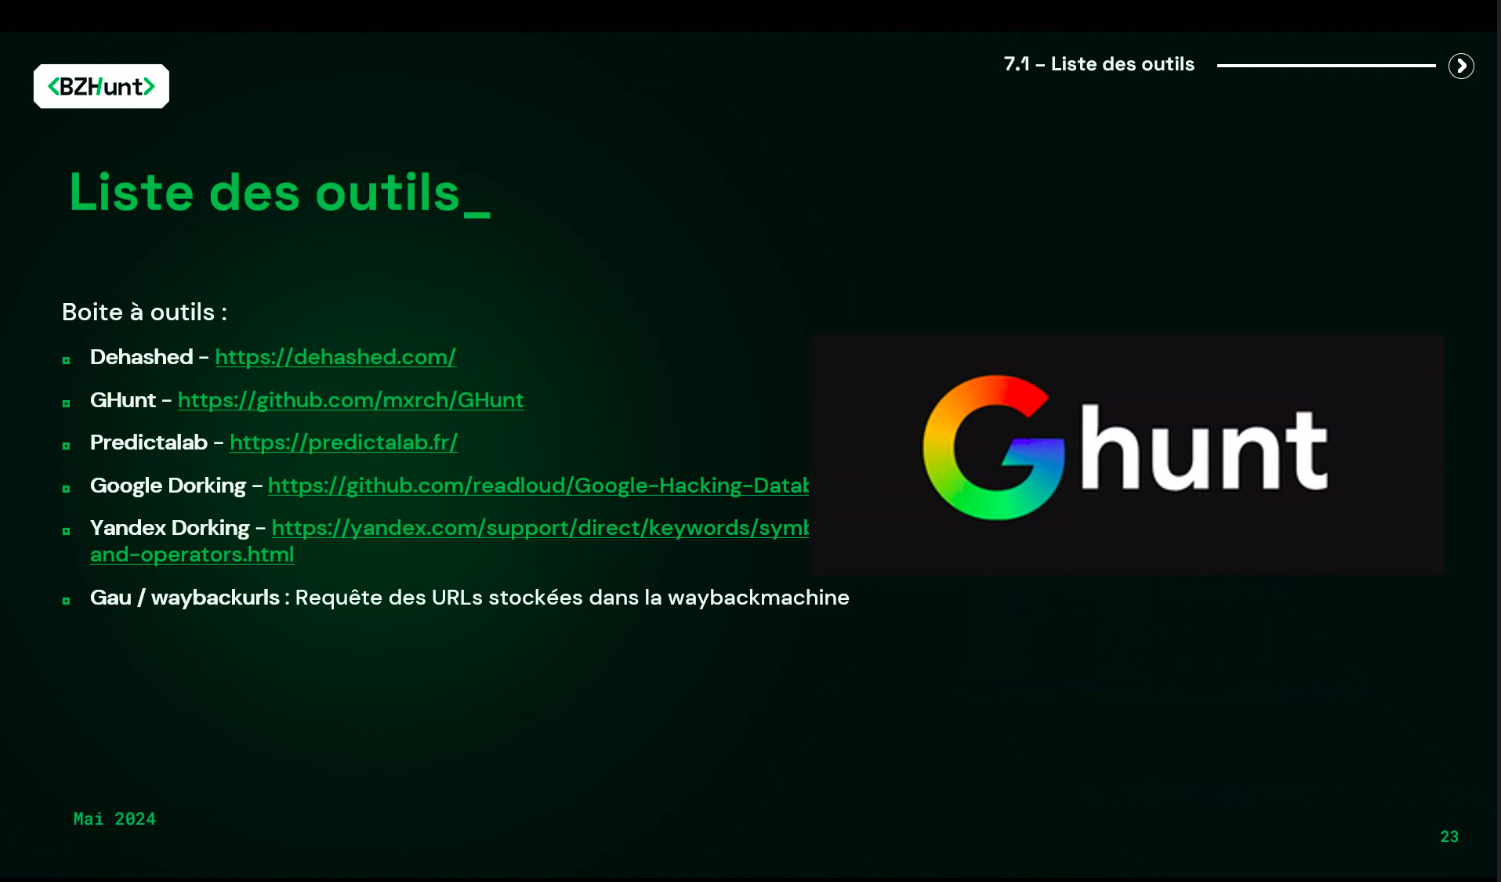 7.1 – Liste des outils
<BZHunt>
Liste des outils_
Boite à outils :
Dehashed – https://dehashed.com/
GHunt – https://github.com/mxrch/GHunt
Predictalab – https://predictalab.fr/
Google Dorking – https://github.com/readloud/Google-Hacking-Datab
Yandex Dorking – https://yandex.com/support/direct/keywords/symb
and-operators.html
Gau / waybackurls : Requête des URLs stockées dans la waybackmachine
Ghunt
Mai 2024
23